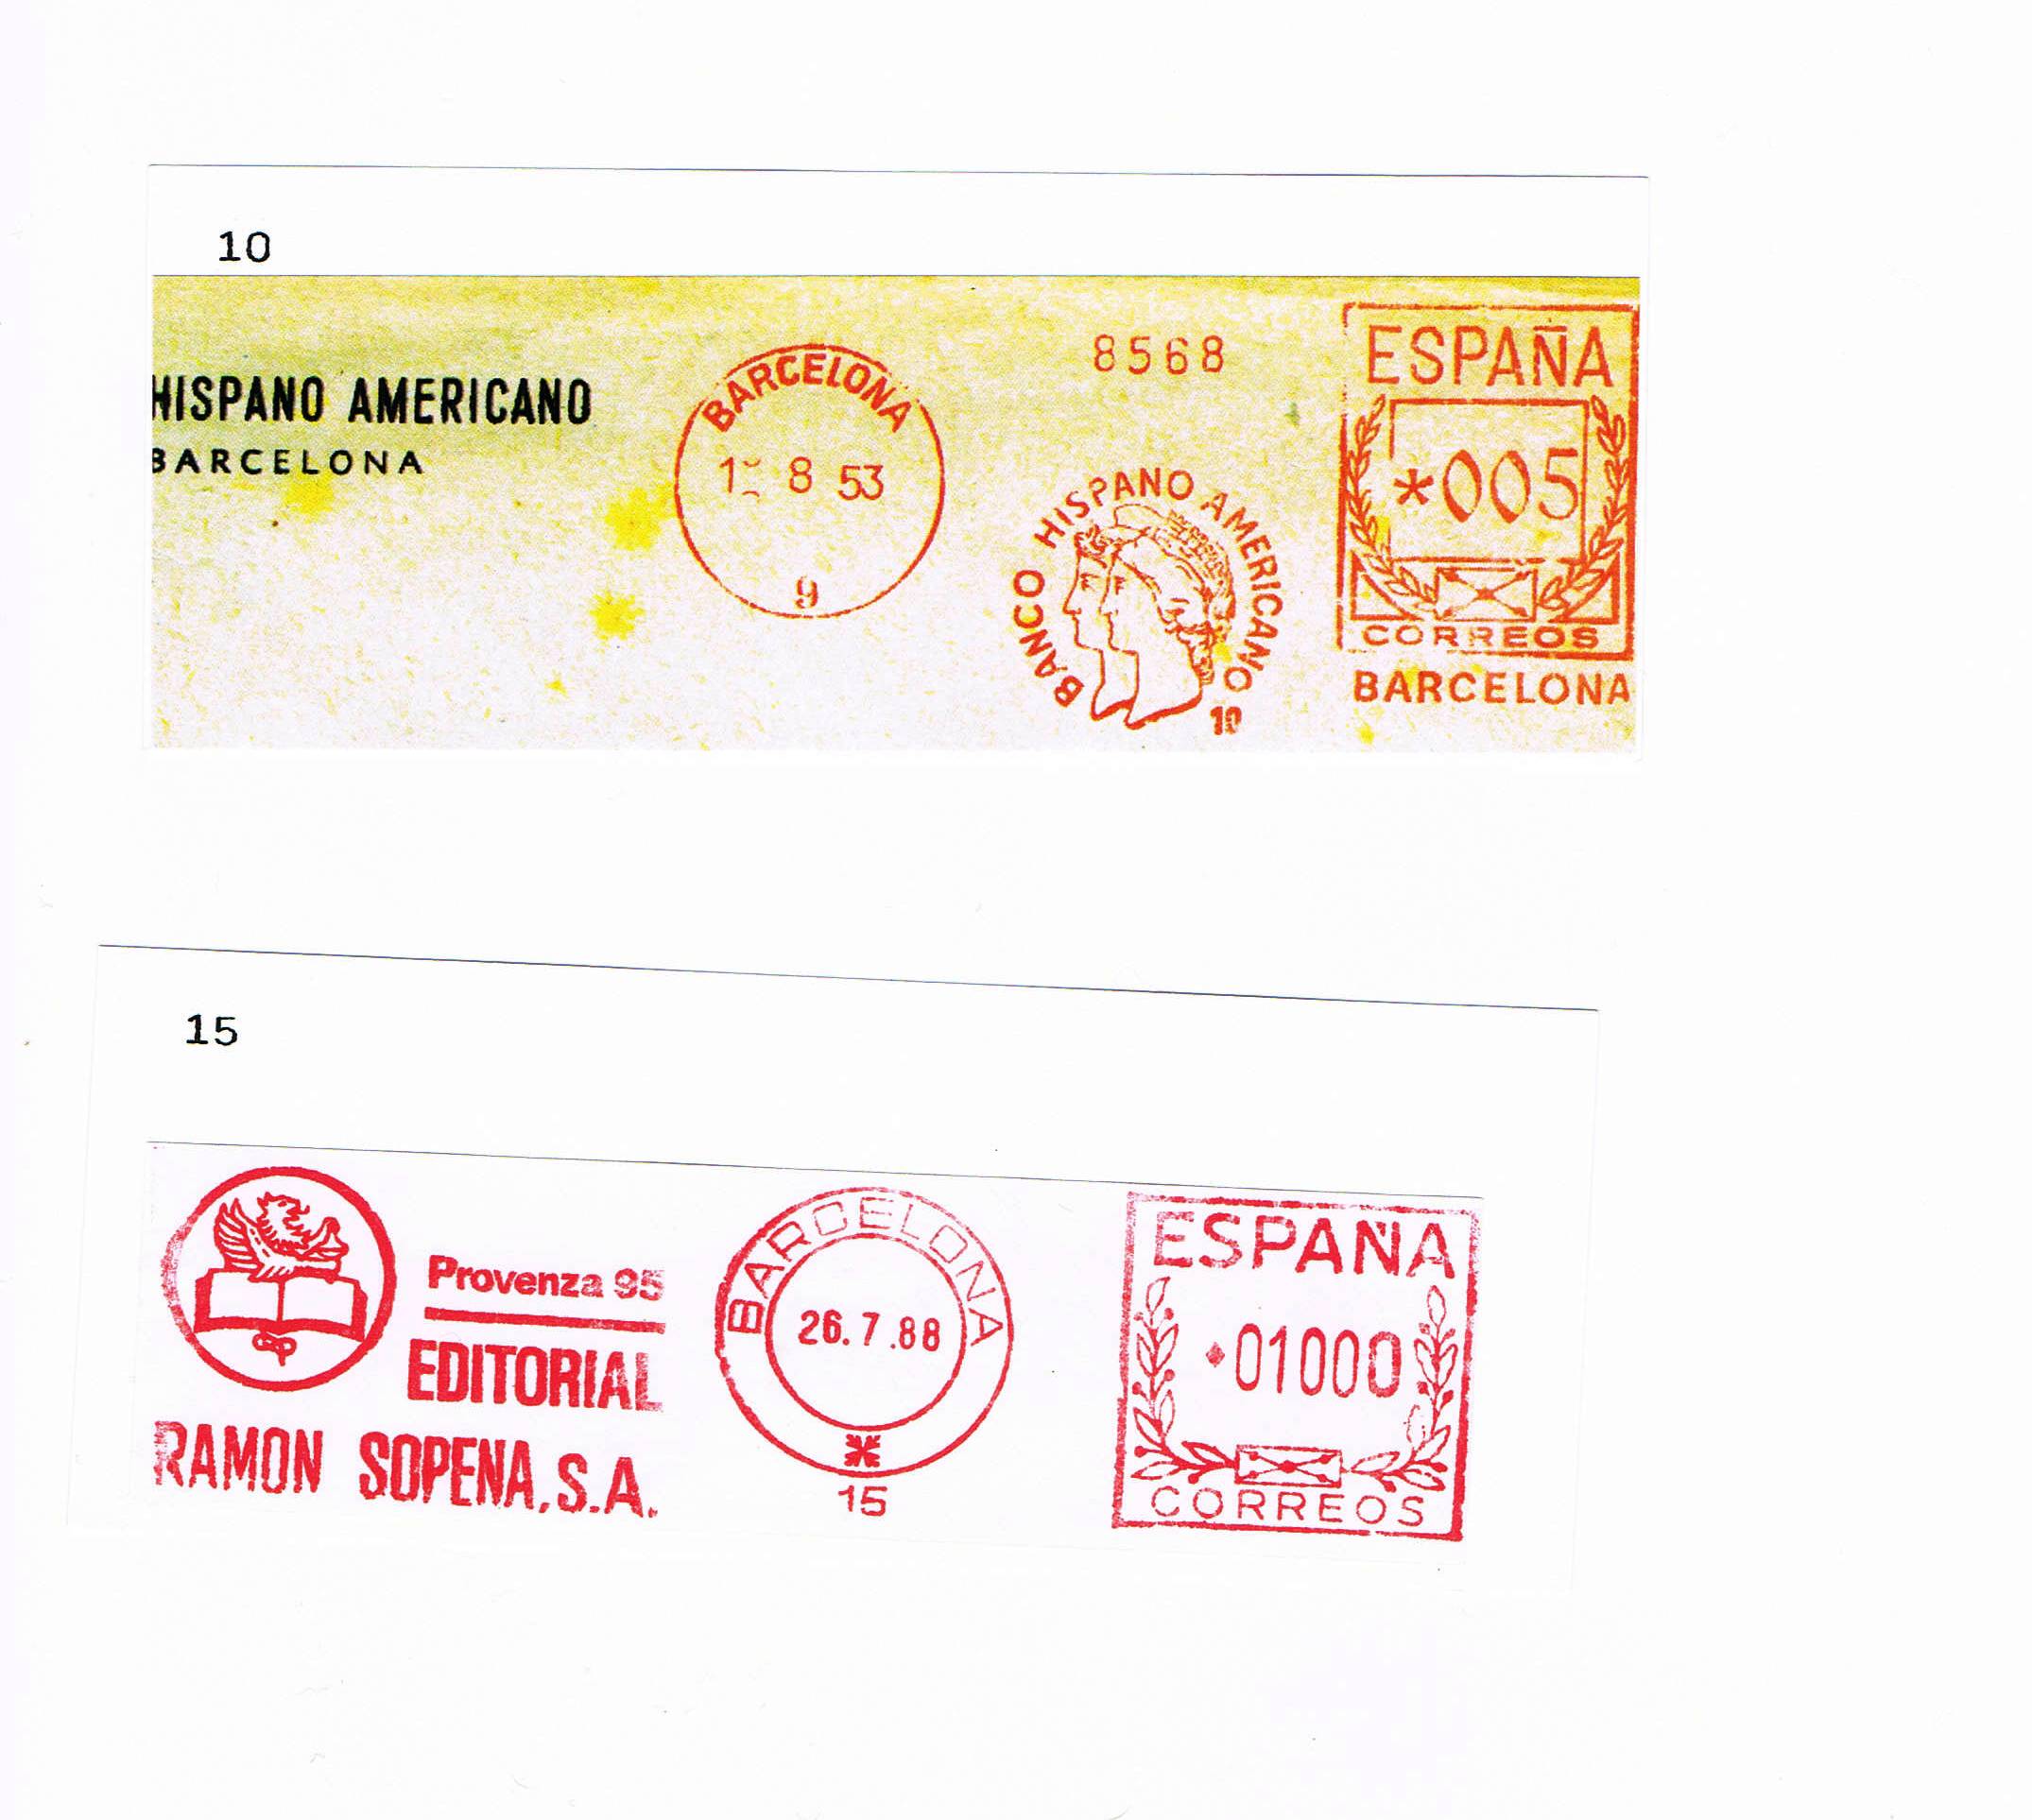 10
HISPANO AMERICANO
BARCELONA
BARCELONA
8 53
9
8568
BANCO HISPANO AMERICANO
10
ESPAÑA
*005
CORREOS
BARCELONA
15
Provenza 95
EDITORIAL
RAMON SOPENA, S.A.
BARCELONA
26.7.88
15
ESPAÑA
01000
CORREOS